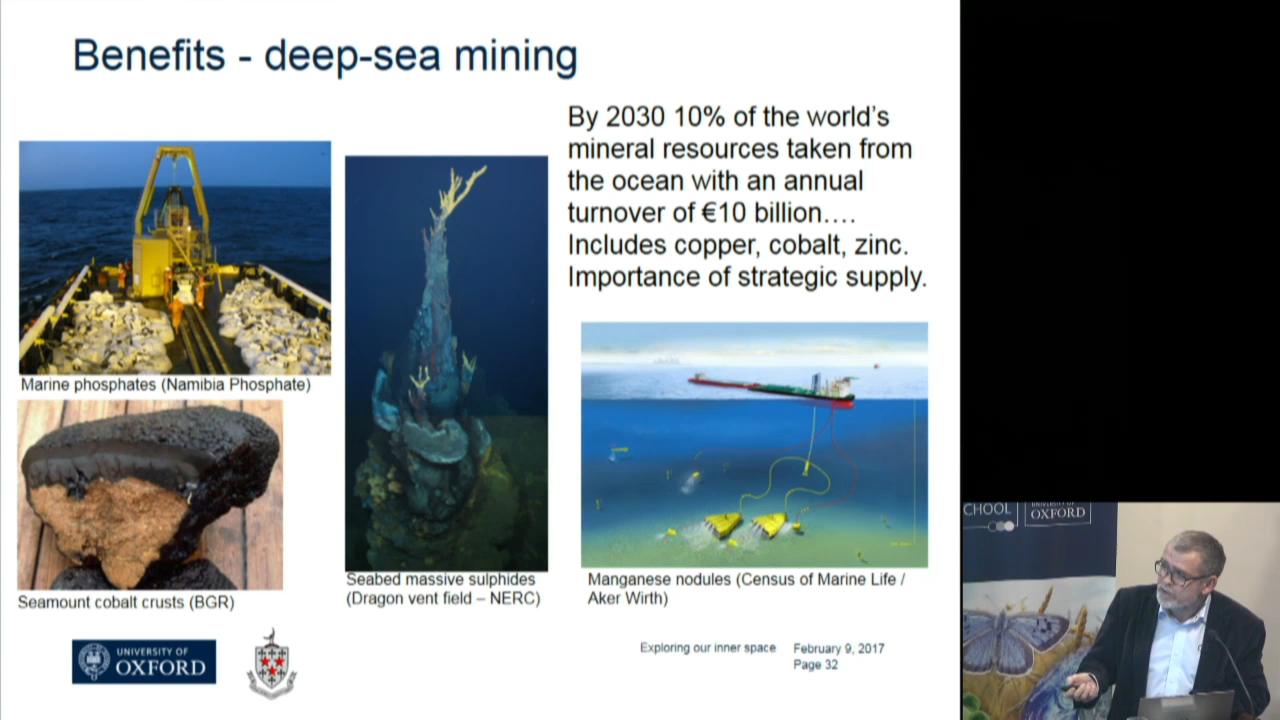 Benefits - deep-sea mining
By 2030 10% of the world's
mineral resources taken from
the ocean with an annual
turnover of €10 billion….
Includes copper, cobalt, zinc.
Importance of strategic supply.
Marine phosphates (Namibia Phosphate)
Seamount cobalt crusts (BGR)
Seabed massive sulphides
(Dragon vent field – NERC)
Manganese nodules (Census of Marine Life /
Aker Wirth)
UNIVERSITY OF
OXFORD
Exploring our inner space
February 9, 2017
Page 32
CHOOL
UNIVERSITY OF
OXFORD